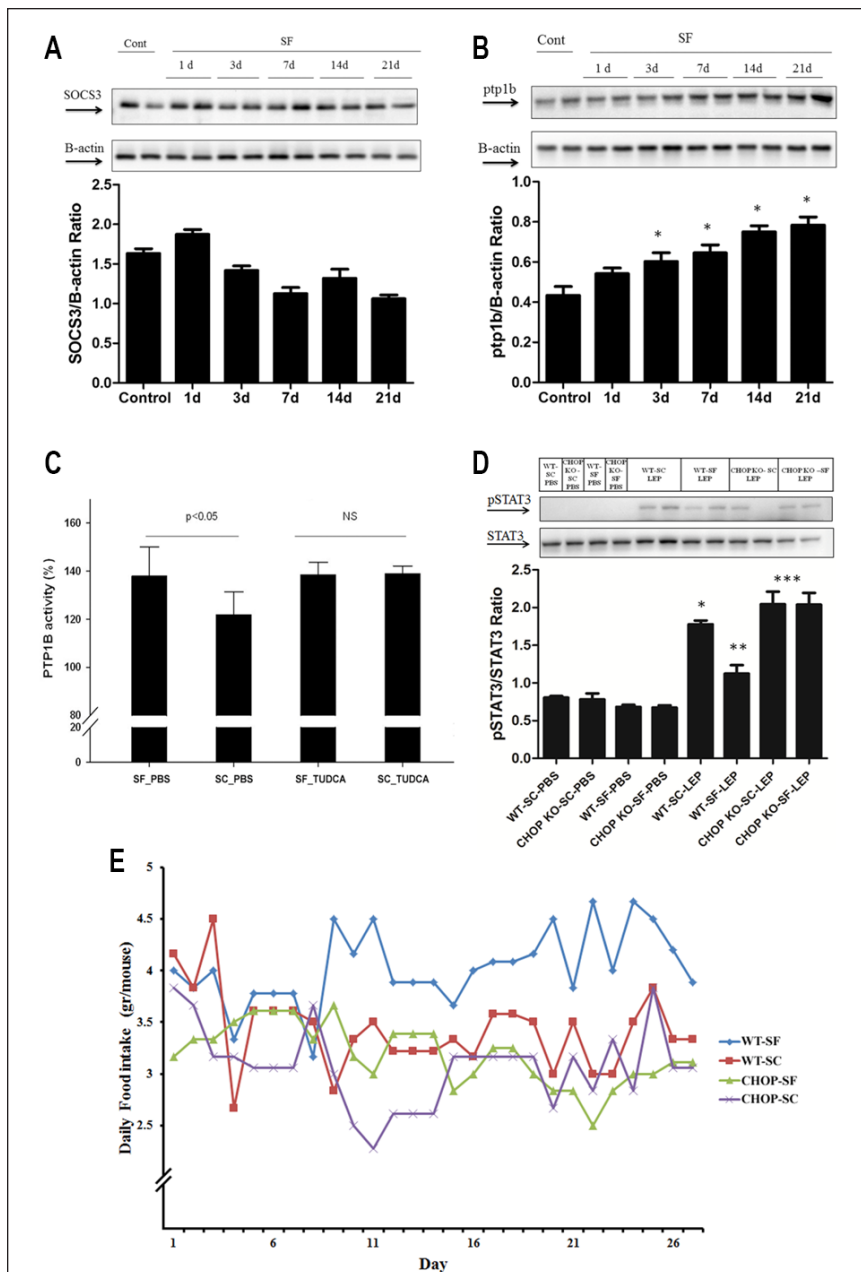 A
Cont
SF
1 d
3d
7d
14d
21d
SOCS3
B-actin
SOCS3/B-actin Ratio
2.5
2.0
1.5
1.0
0.5
0.0
Control
1d
3d
7d
14d
21d
B
Cont
SF
1 d
3d
7d
14d
21d
ptp1b
B-actin
ptp1b/B-actin Ratio
1.0
0.8
0.6
0.4
0.2
0.0
*
*
*
*
Control
1d
3d
7d
14d
21d
C
PTP1B activity (%)
160
140
120
100
80
20
0
p<0.05
NS
SF_PBS
SC_PBS
SF_TUDCA
SC_TUDCA
D
WT-SC PBS
CHOP KO-SC PBS
WT-SF PBS
CHOP KO-SF PBS
WT-SC LEP
WT-SF LEP
CHOP KO- SC LEP
CHOP KO -SF LEP
pSTAT3
STAT3
pSTAT3/STAT3 Ratio
2.5
2.0
1.5
1.0
0.5
0.0
*
**
***
WT-SC-PBS
CHOP KO-SC-PBS
WT-SF-PBS
CHOP KO-SF-PBS
WT-SC-LEP
WT-SF-LEP
CHOP KO-SC-LEP
CHOP KO-SF-LEP
E
Daily Food intake (gr/mouse)
5
4.5
4
3.5
3
2.5
1
6
11
16
21
26
Day
WT-SF
WT-SC
CHOP-SF
CHOP-SC